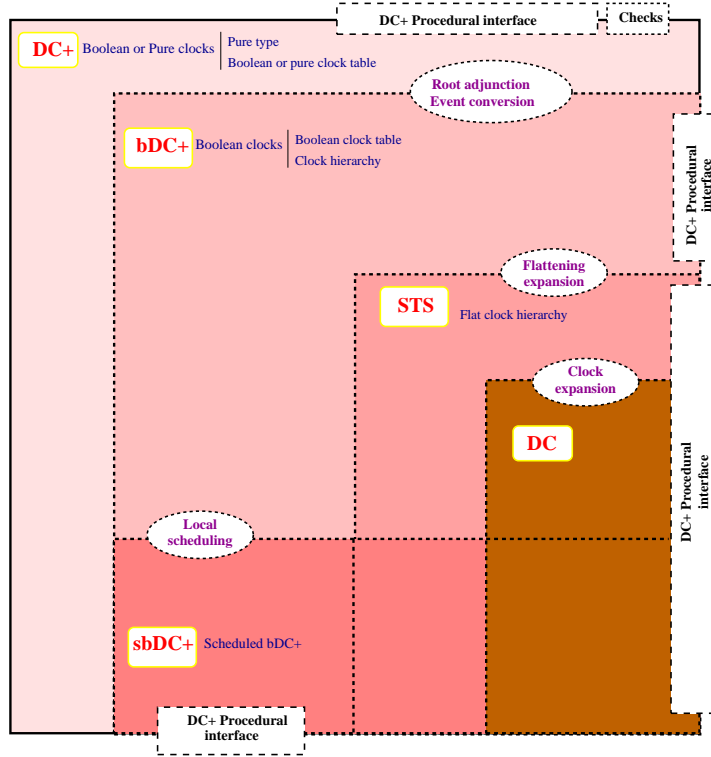 DC+ Procedural interface
Checks
DC+
Boolean or Pure clocks
Pure type
Boolean or pure clock table
Root adjunction
Event conversion
bDC+
Boolean clocks
Boolean clock table
Clock hierarchy
DC+ Procedural
interface
Flattening
expansion
STS
Flat clock hierarchy
Clock
expansion
DC
DC+ Procedural
interface
Local
scheduling
sbDC+
Scheduled bDC+
DC+ Procedural
interface